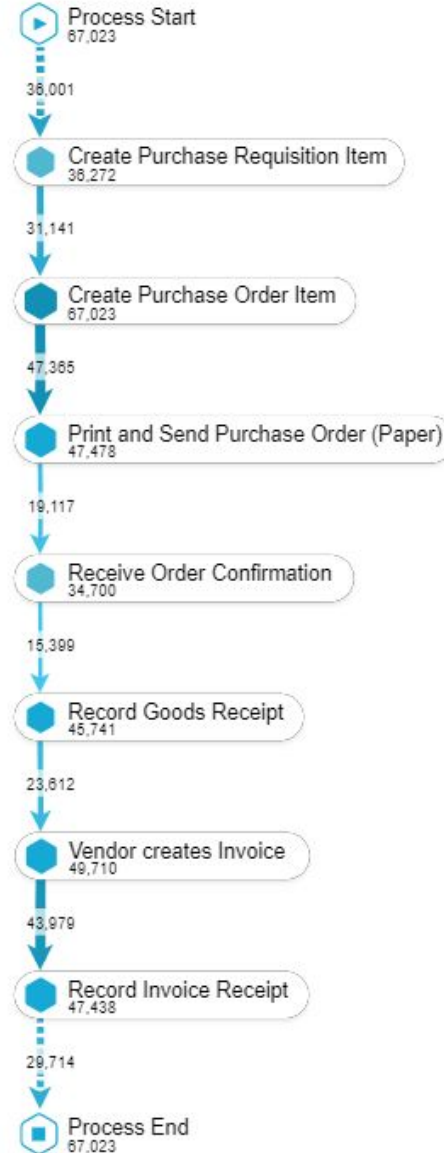 Process Start
67,023
36,001
Create Purchase Requisition Item
36,272
31,141
Create Purchase Order Item
67,023
47,365
Print and Send Purchase Order (Paper)
47,478
19,117
Receive Order Confirmation
34,700
15,399
Record Goods Receipt
45,741
23,612
Vendor creates Invoice
49,710
43,979
Record Invoice Receipt
47,438
29,714
Process End
67,023